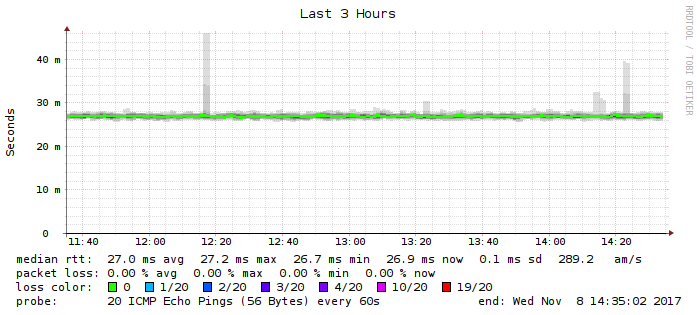 Last 3 Hours
RRDTOOL / TOBI OETIKER
Seconds
40 m
30 m
20 m
10 m
0
11:40 12:00 12:20 12:40 13:00 13:20 13:40 14:00 14:20
median rtt: 27.0 ms avg 27.2 ms max 26.7 ms min 26.9 ms now 0.1 ms sd 289.2 am/s
packet loss: 0.00 % avg 0.00 % max 0.00 % min 0.00 % now
loss color: 0 1/20 2/20 3/20 4/20 10/20 19/20
probe: 20 ICMP Echo Pings (56 Bytes) every 60s end: Wed Nov 8 14:35:02 2017